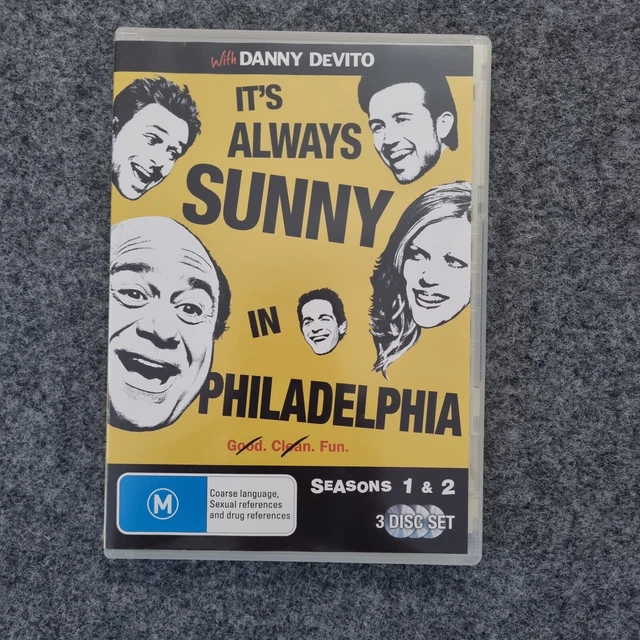 With DANNY DeVITO
IT'S
ALWAYS
SUNNY
IN
PHILADELPHIA
Good. Clean. Fun.
SEASONS 1 & 2
3 DISC SET
M
Coarse language,
Sexual references
and drug references